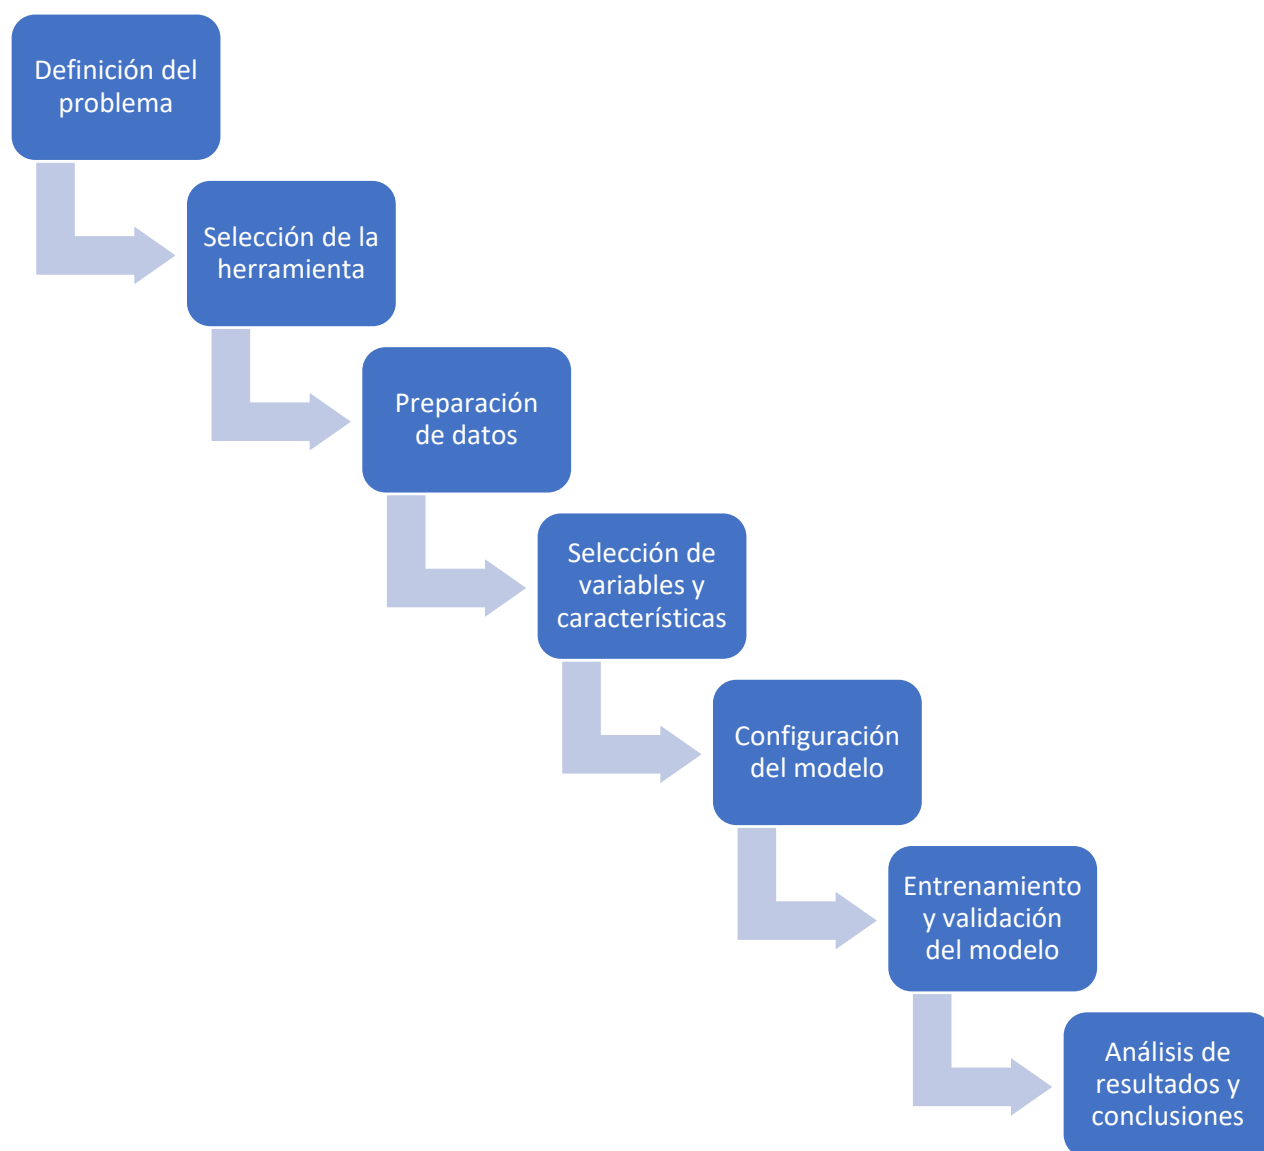 Definición del
problema
Selección de la
herramienta
Preparación
de datos
Selección de
variables y
características
Configuración
del modelo
Entrenamiento
y validación
del modelo
Análisis de
resultados y
conclusiones